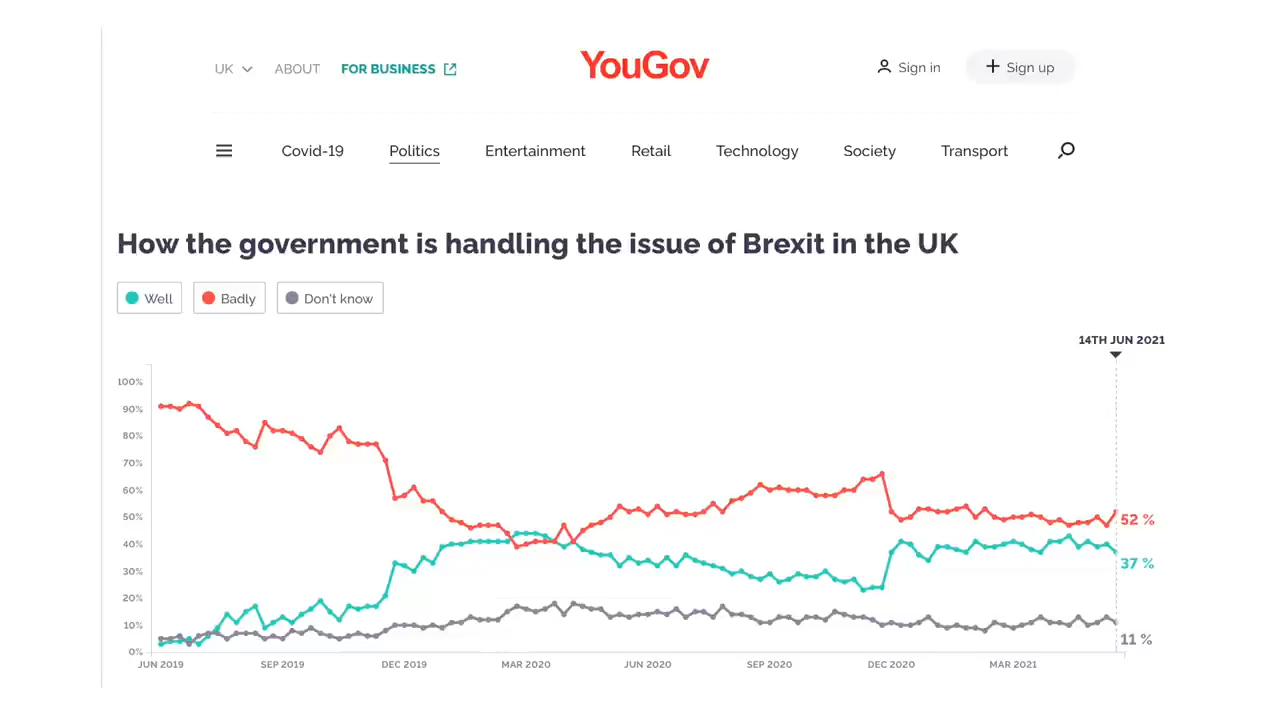 UK ABOUT FOR BUSINESS YouGov Sign in Sign up
Covid-19 Politics Entertainment Retail Technology Society Transport
How the government is handling the issue of Brexit in the UK
Well Badly Don't know
14TH JUN 2021
100%
90%
80%
70%
60%
50%
52 %
40%
37 %
30%
20%
10%
11 %
0%
JUN 2019 SEP 2019 DEC 2019 MAR 2020 JUN 2020 SEP 2020 DEC 2020 MAR 2021